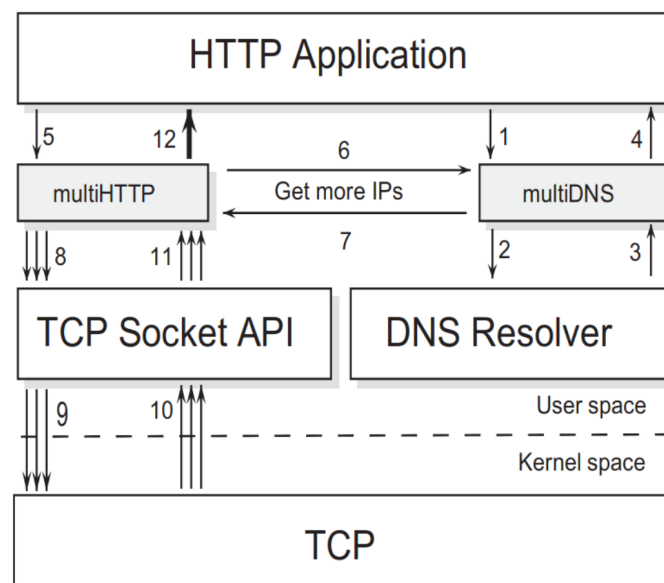 HTTP Application
5
12
1
4
6
multiHTTP
Get more IPs
multiDNS
7
8
11
2
3
TCP Socket API
DNS Resolver
9
10
User space
Kernel space
TCP